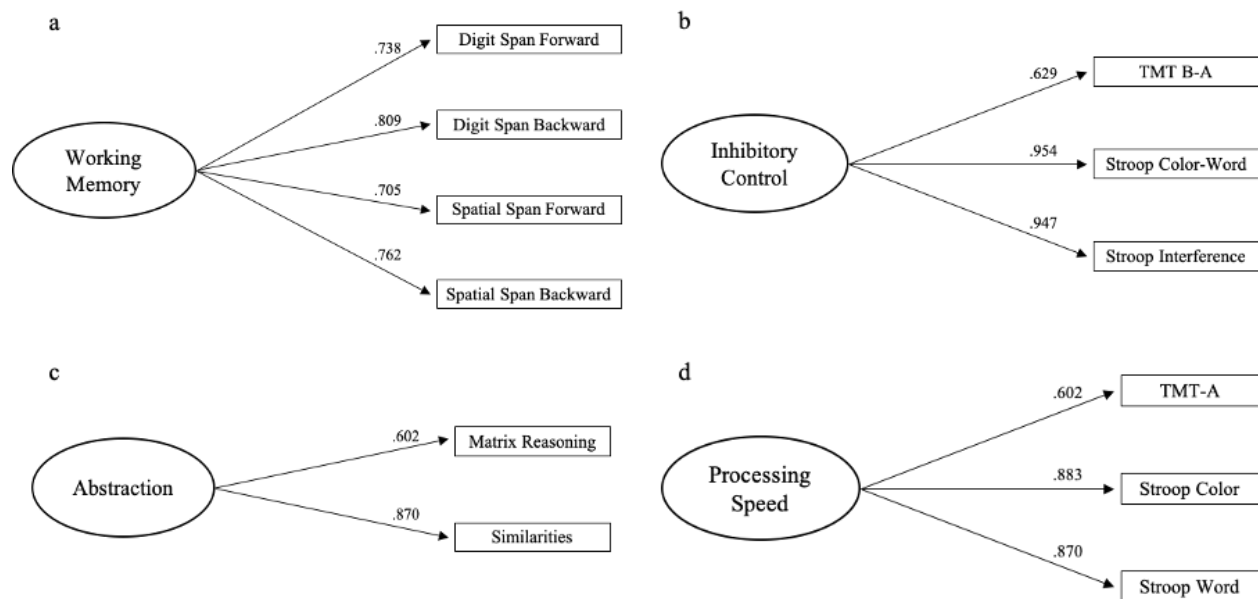 a
Working
Memory
.738
Digit Span Forward
.809
Digit Span Backward
.705
Spatial Span Forward
.762
Spatial Span Backward
b
Inhibitory
Control
.629
TMT B-A
.954
Stroop Color-Word
.947
Stroop Interference
c
Abstraction
.602
Matrix Reasoning
.870
Similarities
d
Processing
Speed
.602
TMT-A
.883
Stroop Color
.870
Stroop Word